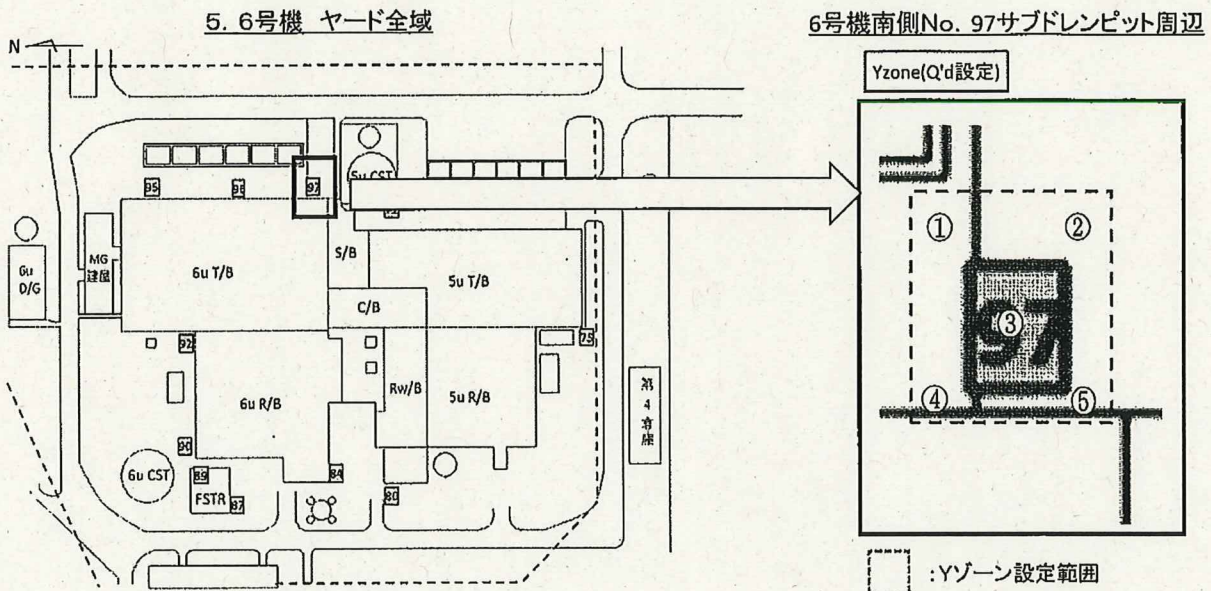 5. 6号機 ヤード全域
6号機南側No. 97サブドレンピット周辺
N
Yzone(Q'd設定)
5u CST
95
97
①
②
6u
D/G
MG
建屋
6u T/B
S/B
5u T/B
C/B
97
③
92
75
6u R/B
Rw/B
5u R/B
第4倉庫
④
⑤
90
6u CST
89
FSTR
87
84
80
:Yゾーン設定範囲